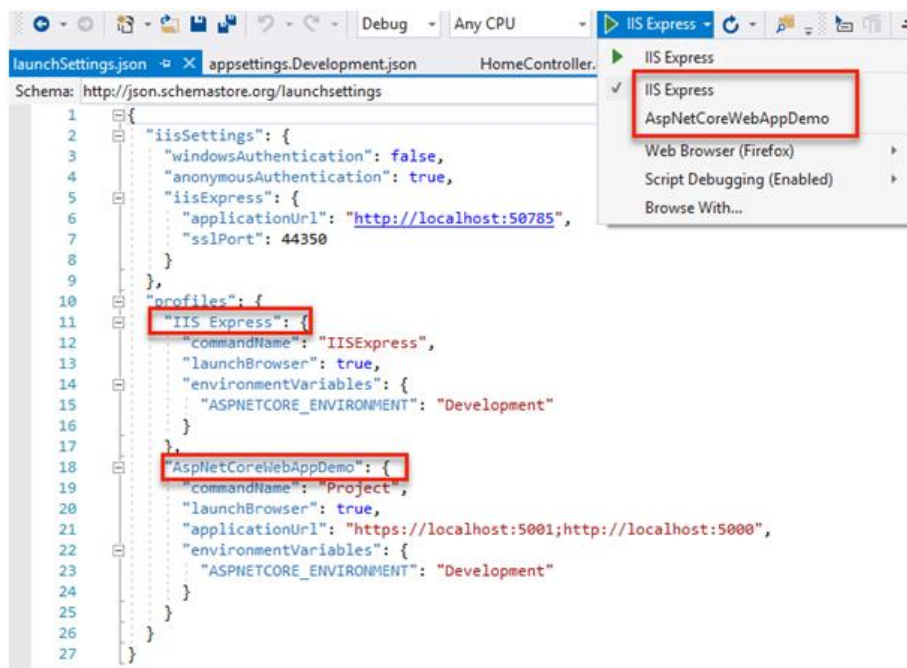 Debug Any CPU IIS Express
launchSettings.json appsettings.Development.json HomeController.
Schema: http://json.schemastore.org/launchsettings
IIS Express
IIS Express
AspNetCoreWebAppDemo
Web Browser (Firefox)
Script Debugging (Enabled)
Browse With...
1 {
2 "iisSettings": {
3 "windowsAuthentication": false,
4 "anonymousAuthentication": true,
5 "iisExpress": {
6 "applicationUrl": "http://localhost:50785",
7 "sslPort": 44350
8 }
9 },
10 "profiles": {
11 "IIS Express": {
12 "commandName": "IISExpress",
13 "launchBrowser": true,
14 "environmentVariables": {
15 "ASPNETCORE_ENVIRONMENT": "Development"
16 }
17 },
18 "AspNetCoreWebAppDemo": {
19 "commandName": "Project",
20 "launchBrowser": true,
21 "applicationUrl": "https://localhost:5001;http://localhost:5000",
22 "environmentVariables": {
23 "ASPNETCORE_ENVIRONMENT": "Development"
24 }
25 }
26 }
27 }